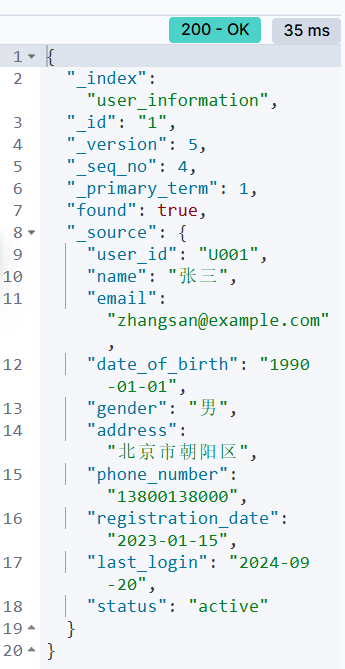 200 - OK 35 ms
1 {
2 "_index":
"user_information",
3 "_id": "1",
4 "_version": 5,
5 "_seq_no": 4,
6 "_primary_term": 1,
7 "found": true,
8 "_source": {
9 "user_id": "U001",
10 "name": "张三",
11 "email":
"zhangsan@example.com"
,
12 "date_of_birth": "1990
-01-01",
13 "gender": "男",
14 "address":
"北京市朝阳区",
15 "phone_number":
"13800138000",
16 "registration_date":
"2023-01-15",
17 "last_login": "2024-09
-20",
18 "status": "active"
19 }
20 }